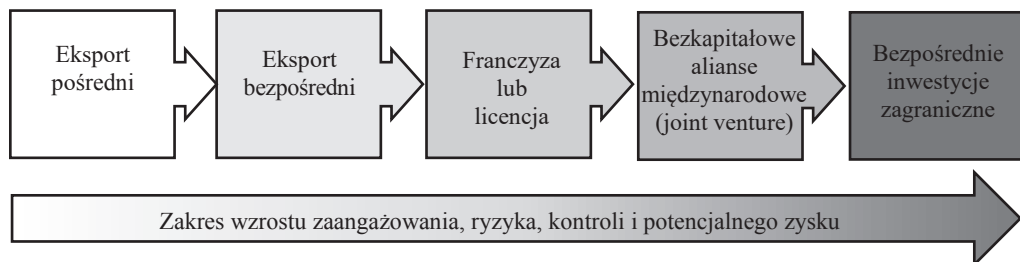 Eksport
pośredni
Eksport
bezpośredni
Franczyza
lub
licencja
Bezkapitałowe
alianse
międzynarodowe
(joint venture)
Bezpośrednie
inwestycje
zagraniczne
Zakres wzrostu zaangażowania, ryzyka, kontroli i potencjalnego zysku